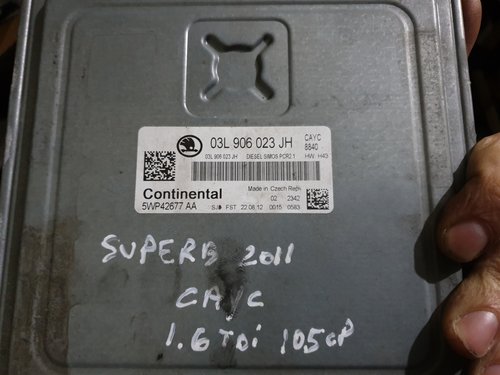 03L 906 023 JH
CAYC
8840
03L 906 023 JH DIESEL SIMOS PCR2.1 HW: H43
Continental
Made in Czech Rep.
02 2342
5WP42677 AA FST 22.08.12 0015 0583
SUPERB 2011
CAYC
1.6 TDi 105cP